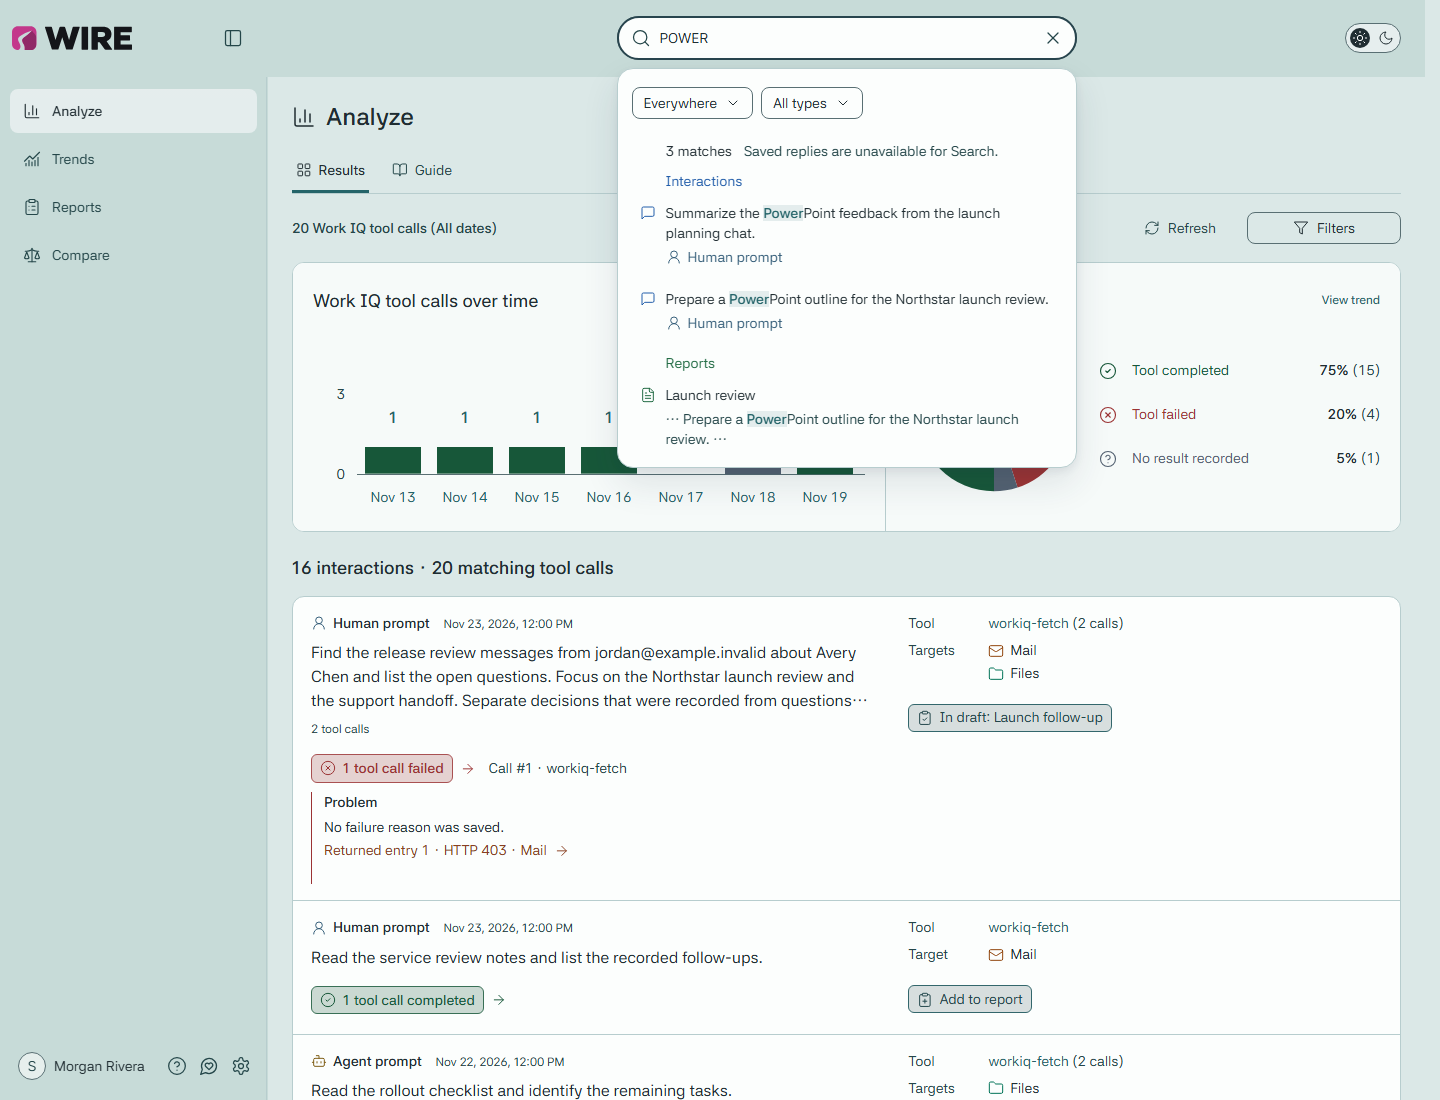 WIRE
POWER
Analyze
Trends
Reports
Compare
Analyze
Results
Guide
20 Work IQ tool calls (All dates)
Refresh
Filters
Everywhere
All types
3 matches Saved replies are unavailable for Search.
Interactions
Summarize the PowerPoint feedback from the launch
planning chat.
Human prompt
Prepare a PowerPoint outline for the Northstar launch review.
Human prompt
Reports
Launch review
··· Prepare a PowerPoint outline for the Northstar launch
review. ···
Work IQ tool calls over time
3
1 1 1 1
0
Nov 13 Nov 14 Nov 15 Nov 16 Nov 17 Nov 18 Nov 19
View trend
Tool completed 75% (15)
Tool failed 20% (4)
No result recorded 5% (1)
16 interactions · 20 matching tool calls
Human prompt Nov 23, 2026, 12:00 PM
Find the release review messages from jordan@example.invalid about Avery
Chen and list the open questions. Focus on the Northstar launch review and
the support handoff. Separate decisions that were recorded from questions···
2 tool calls
1 tool call failed
Call #1 · workiq-fetch
Problem
No failure reason was saved.
Returned entry 1 · HTTP 403 · Mail
Tool workiq-fetch (2 calls)
Targets Mail
Files
In draft: Launch follow-up
Human prompt Nov 23, 2026, 12:00 PM
Read the service review notes and list the recorded follow-ups.
1 tool call completed
Tool workiq-fetch
Target Mail
Add to report
Agent prompt Nov 22, 2026, 12:00 PM
Read the rollout checklist and identify the remaining tasks.
Tool workiq-fetch (2 calls)
Targets Files
S Morgan Rivera